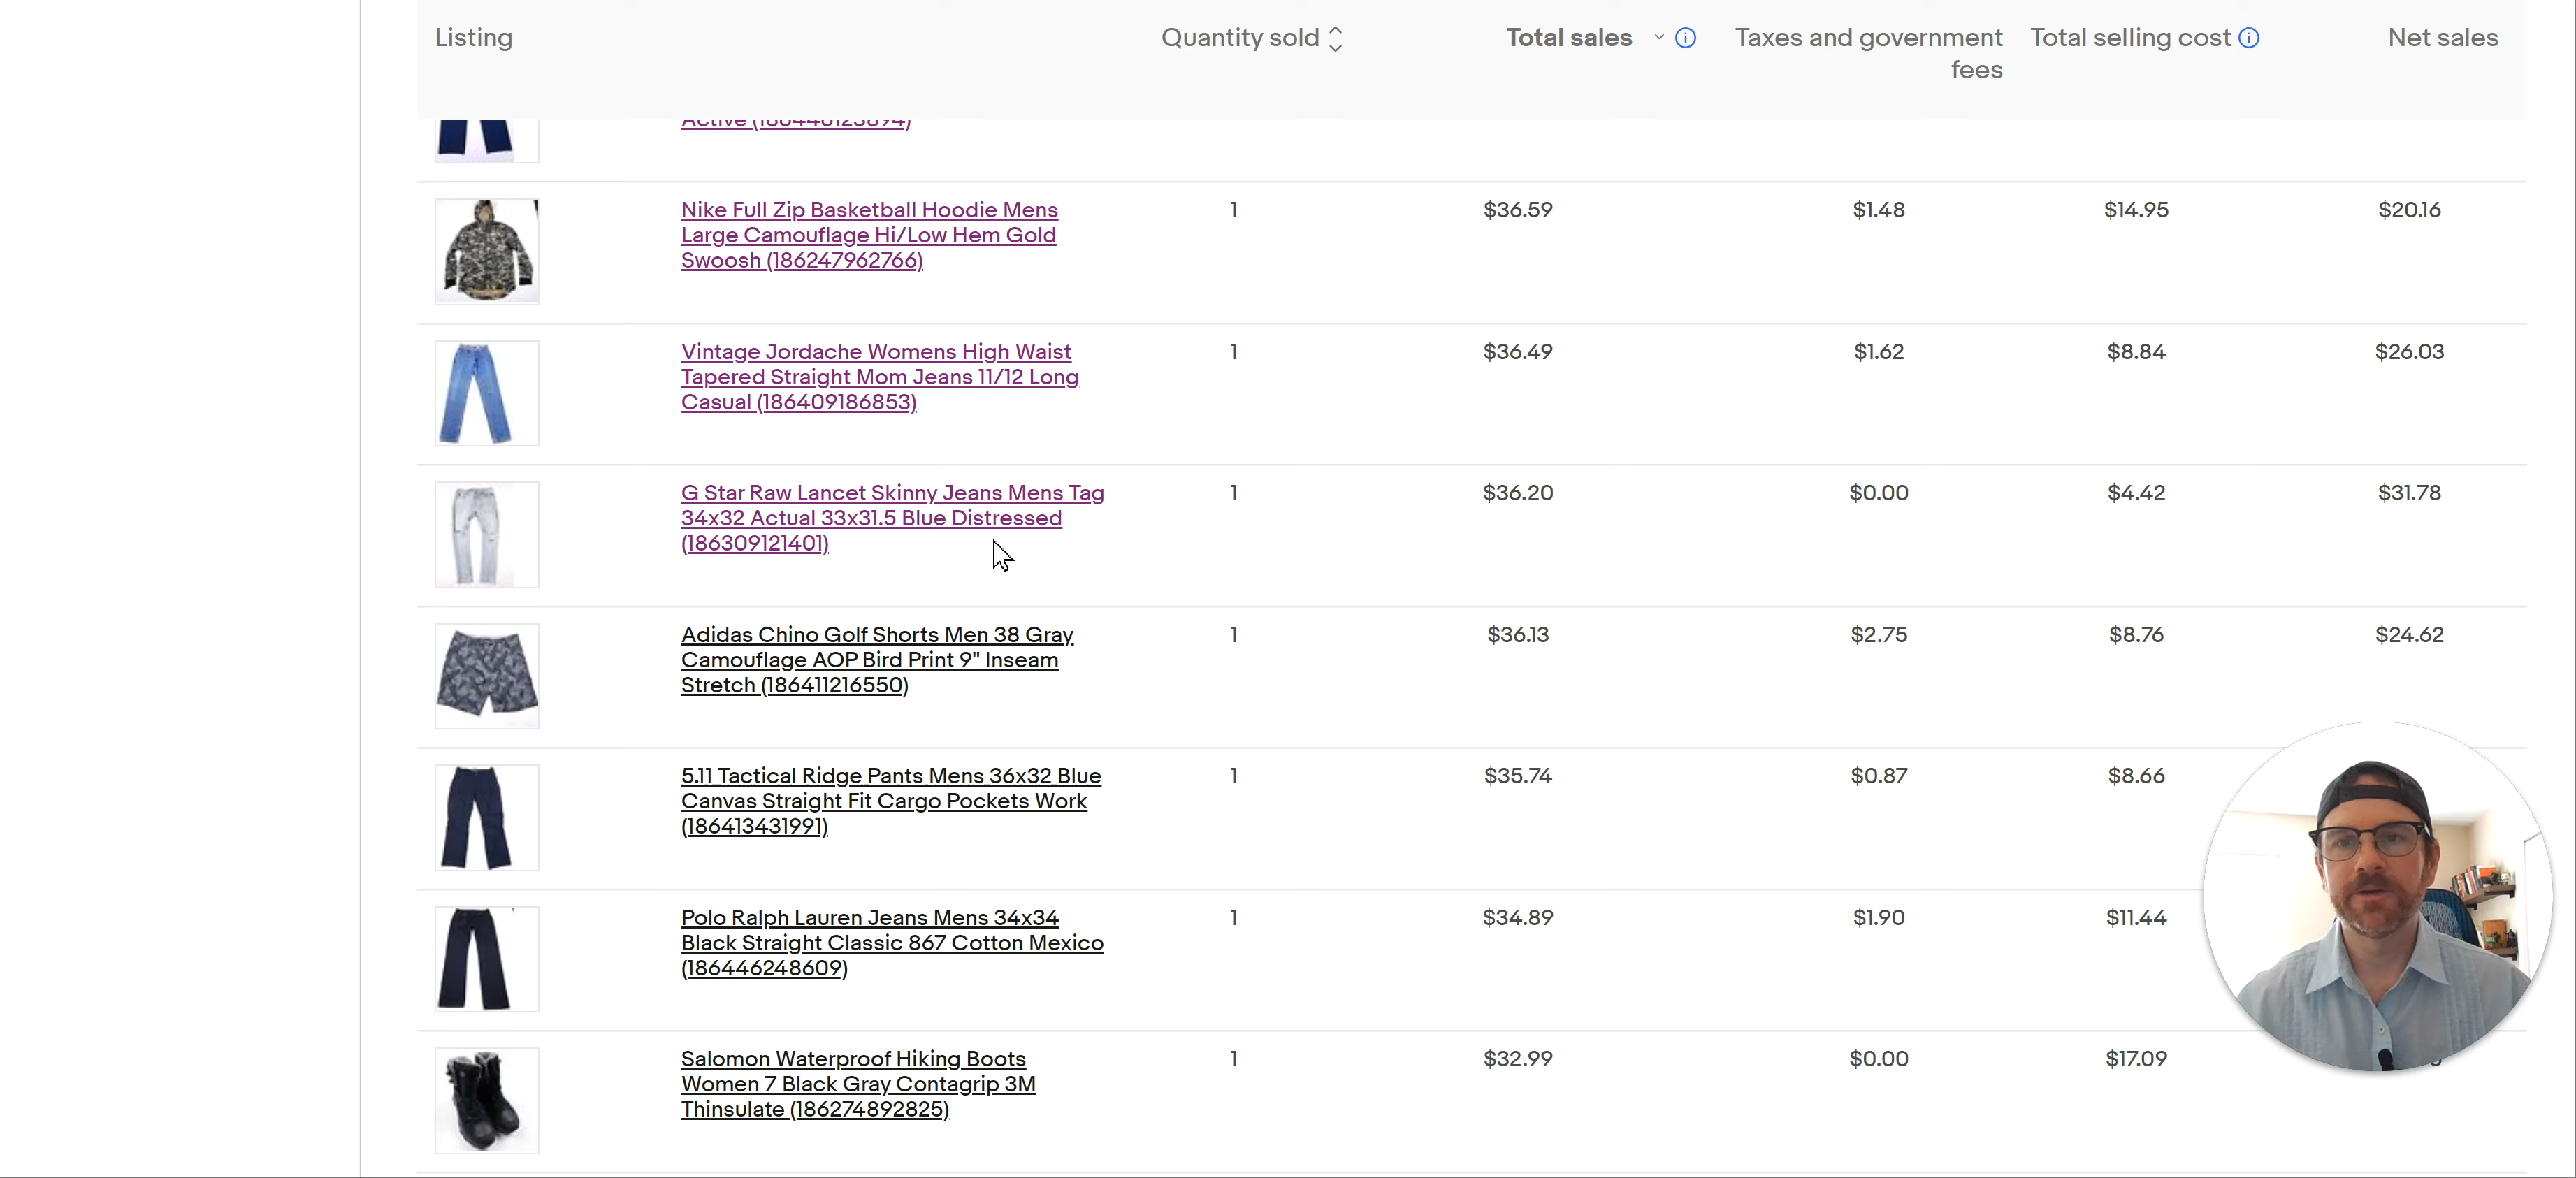 Listing Quantity sold Total sales Taxes and government fees Total selling cost Net sales
Active (186446123894)
Nike Full Zip Basketball Hoodie Mens 1 $36.59 $1.48 $14.95 $20.16
Large Camouflage Hi/Low Hem Gold
Swoosh (186247962766)
Vintage Jordache Womens High Waist 1 $36.49 $1.62 $8.84 $26.03
Tapered Straight Mom Jeans 11/12 Long
Casual (186409186853)
G Star Raw Lancet Skinny Jeans Mens Tag 1 $36.20 $0.00 $4.42 $31.78
34x32 Actual 33x31.5 Blue Distressed
(186309121401)
Adidas Chino Golf Shorts Men 38 Gray 1 $36.13 $2.75 $8.76 $24.62
Camouflage AOP Bird Print 9" Inseam
Stretch (186411216550)
5.11 Tactical Ridge Pants Mens 36x32 Blue 1 $35.74 $0.87 $8.66
Canvas Straight Fit Cargo Pockets Work
(186413431991)
Polo Ralph Lauren Jeans Mens 34x34 1 $34.89 $1.90 $11.44
Black Straight Classic 867 Cotton Mexico
(186446248609)
Salomon Waterproof Hiking Boots 1 $32.99 $0.00 $17.09
Women 7 Black Gray Contagrip 3M
Thinsulate (186274892825)